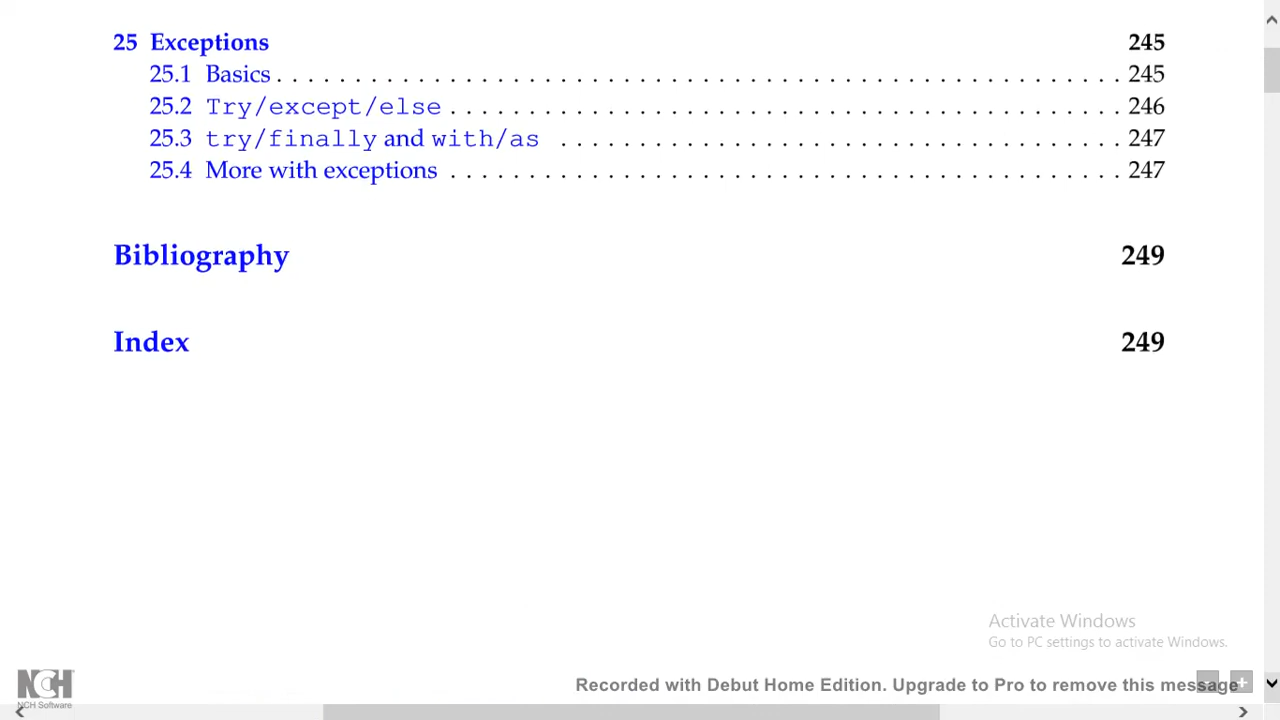 25 Exceptions 245
25.1 Basics . . . . . . . . . . . . . . . . . . . . . . . . . . . . . . . . . . . . . . . . . . . . . . . . . . . . . . 245
25.2 Try/except/else . . . . . . . . . . . . . . . . . . . . . . . . . . . . . . . . . . . . . . . . . . . 246
25.3 try/finally and with/as . . . . . . . . . . . . . . . . . . . . . . . . . . . . . . . . . . . . 247
25.4 More with exceptions . . . . . . . . . . . . . . . . . . . . . . . . . . . . . . . . . . . . . . . . . . . 247
Bibliography 249
Index 249
Activate Windows
Go to PC settings to activate Windows.
NCH
NCH Software
Recorded with Debut Home Edition. Upgrade to Pro to remove this message